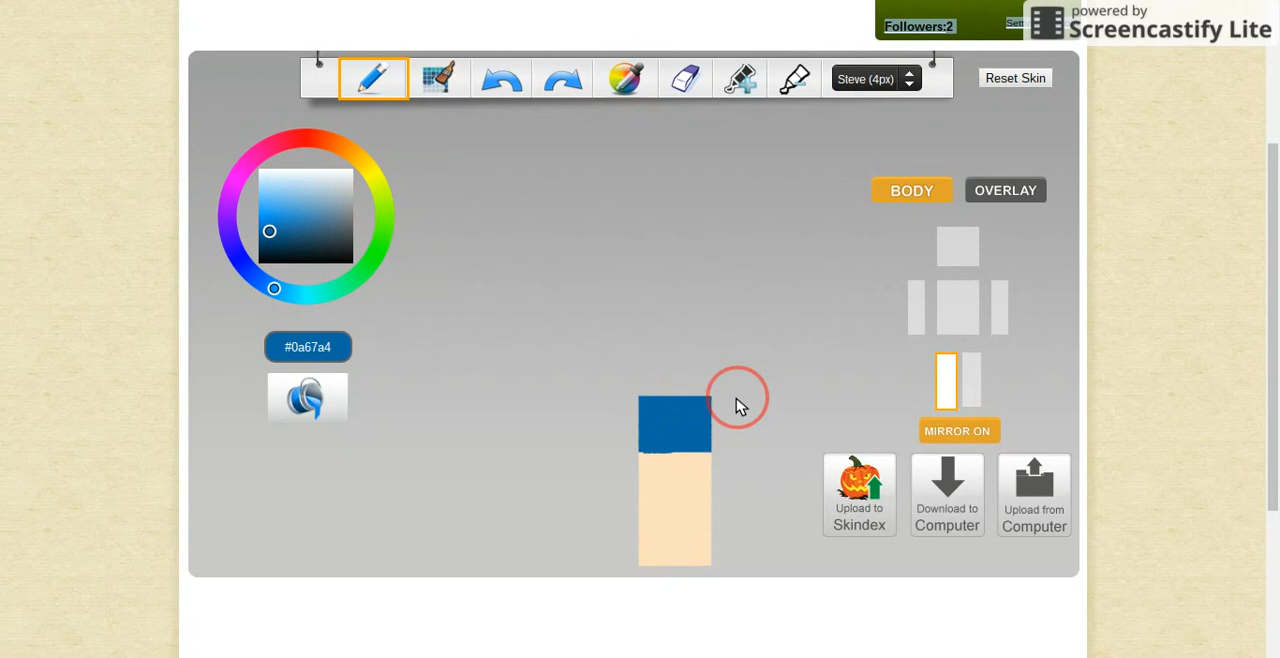 powered by
Screencastify Lite
Followers:2
Steve (4px)
Reset Skin
BODY
OVERLAY
#0a67a4
MIRROR ON
Upload to
Skindex
Download to
Computer
Upload from
Computer